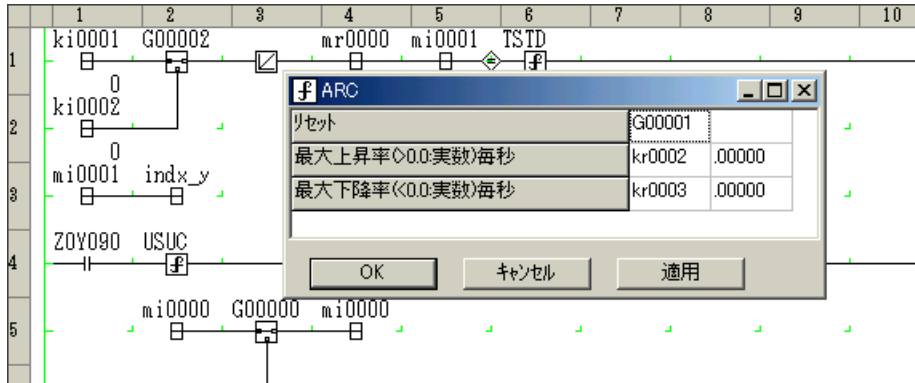 1 2 3 4 5 6 7 8 9 10
ki0001 G00002 mr0000 mi0001 TSTD
1
0
ki0002
2
0
mi0001 indx_y
3
Z0Y090 USUC
4
mi0000 G00000 mi0000
5
ARC
リセット G00001
最大上昇率(>0.0:実数)毎秒 kr0002 .00000
最大下降率(<0.0:実数)毎秒 kr0003 .00000
OK キャンセル 適用